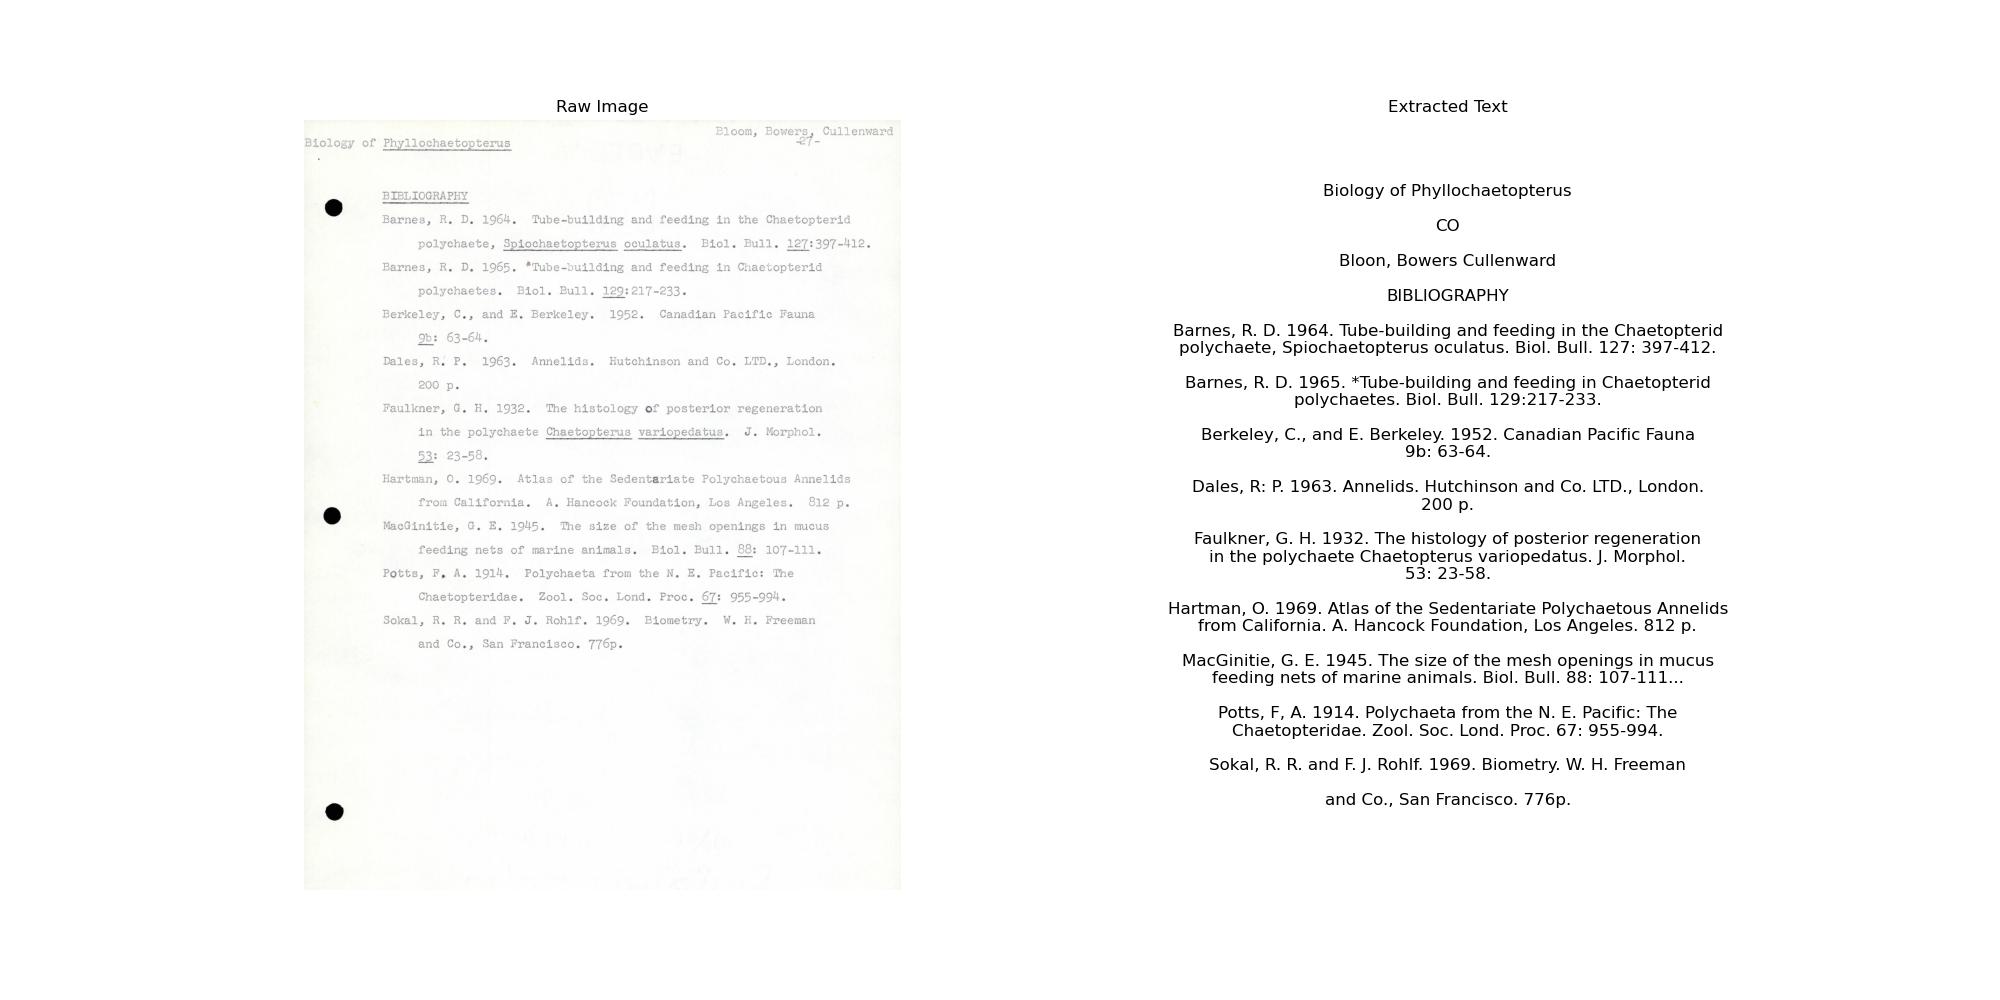 Raw Image
Bloom, Bowers, Cullenward
-27-
Biology of Phyllochaetopterus
BIBLIOGRAPHY
Barnes, R. D. 1964. Tube-building and feeding in the Chaetopterid
polychaete, Spiochaetopterus oculatus. Biol. Bull. 127:397-412.
Barnes, R. D. 1965. *Tube-building and feeding in Chaetopterid
polychaetes. Biol. Bull. 129:217-233.
Berkeley, C., and E. Berkeley. 1952. Canadian Pacific Fauna
9b: 63-64.
Dales, R. P. 1963. Annelids. Hutchinson and Co. LTD., London.
200 p.
Faulkner, G. H. 1932. The histology of posterior regeneration
in the polychaete Chaetopterus variopedatus. J. Morphol.
53: 23-58.
Hartman, O. 1969. Atlas of the Sedentariate Polychaetous Annelids
from California. A. Hancock Foundation, Los Angeles. 812 p.
MacGinitie, G. E. 1945. The size of the mesh openings in mucus
feeding nets of marine animals. Biol. Bull. 88: 107-111.
Potts, F. A. 1914. Polychaeta from the N. E. Pacific: The
Chaetopteridae. Zool. Soc. Lond. Proc. 67: 955-994.
Sokal, R. R. and F. J. Rohlf. 1969. Biometry. W. H. Freeman
and Co., San Francisco. 776p.
Extracted Text
Biology of Phyllochaetopterus
CO
Bloon, Bowers Cullenward
BIBLIOGRAPHY
Barnes, R. D. 1964. Tube-building and feeding in the Chaetopterid
polychaete, Spiochaetopterus oculatus. Biol. Bull. 127: 397-412.
Barnes, R. D. 1965. *Tube-building and feeding in Chaetopterid
polychaetes. Biol. Bull. 129:217-233.
Berkeley, C., and E. Berkeley. 1952. Canadian Pacific Fauna
9b: 63-64.
Dales, R: P. 1963. Annelids. Hutchinson and Co. LTD., London.
200 p.
Faulkner, G. H. 1932. The histology of posterior regeneration
in the polychaete Chaetopterus variopedatus. J. Morphol.
53: 23-58.
Hartman, O. 1969. Atlas of the Sedentariate Polychaetous Annelids
from California. A. Hancock Foundation, Los Angeles. 812 p.
MacGinitie, G. E. 1945. The size of the mesh openings in mucus
feeding nets of marine animals. Biol. Bull. 88: 107-111...
Potts, F, A. 1914. Polychaeta from the N. E. Pacific: The
Chaetopteridae. Zool. Soc. Lond. Proc. 67: 955-994.
Sokal, R. R. and F. J. Rohlf. 1969. Biometry. W. H. Freeman
and Co., San Francisco. 776p.